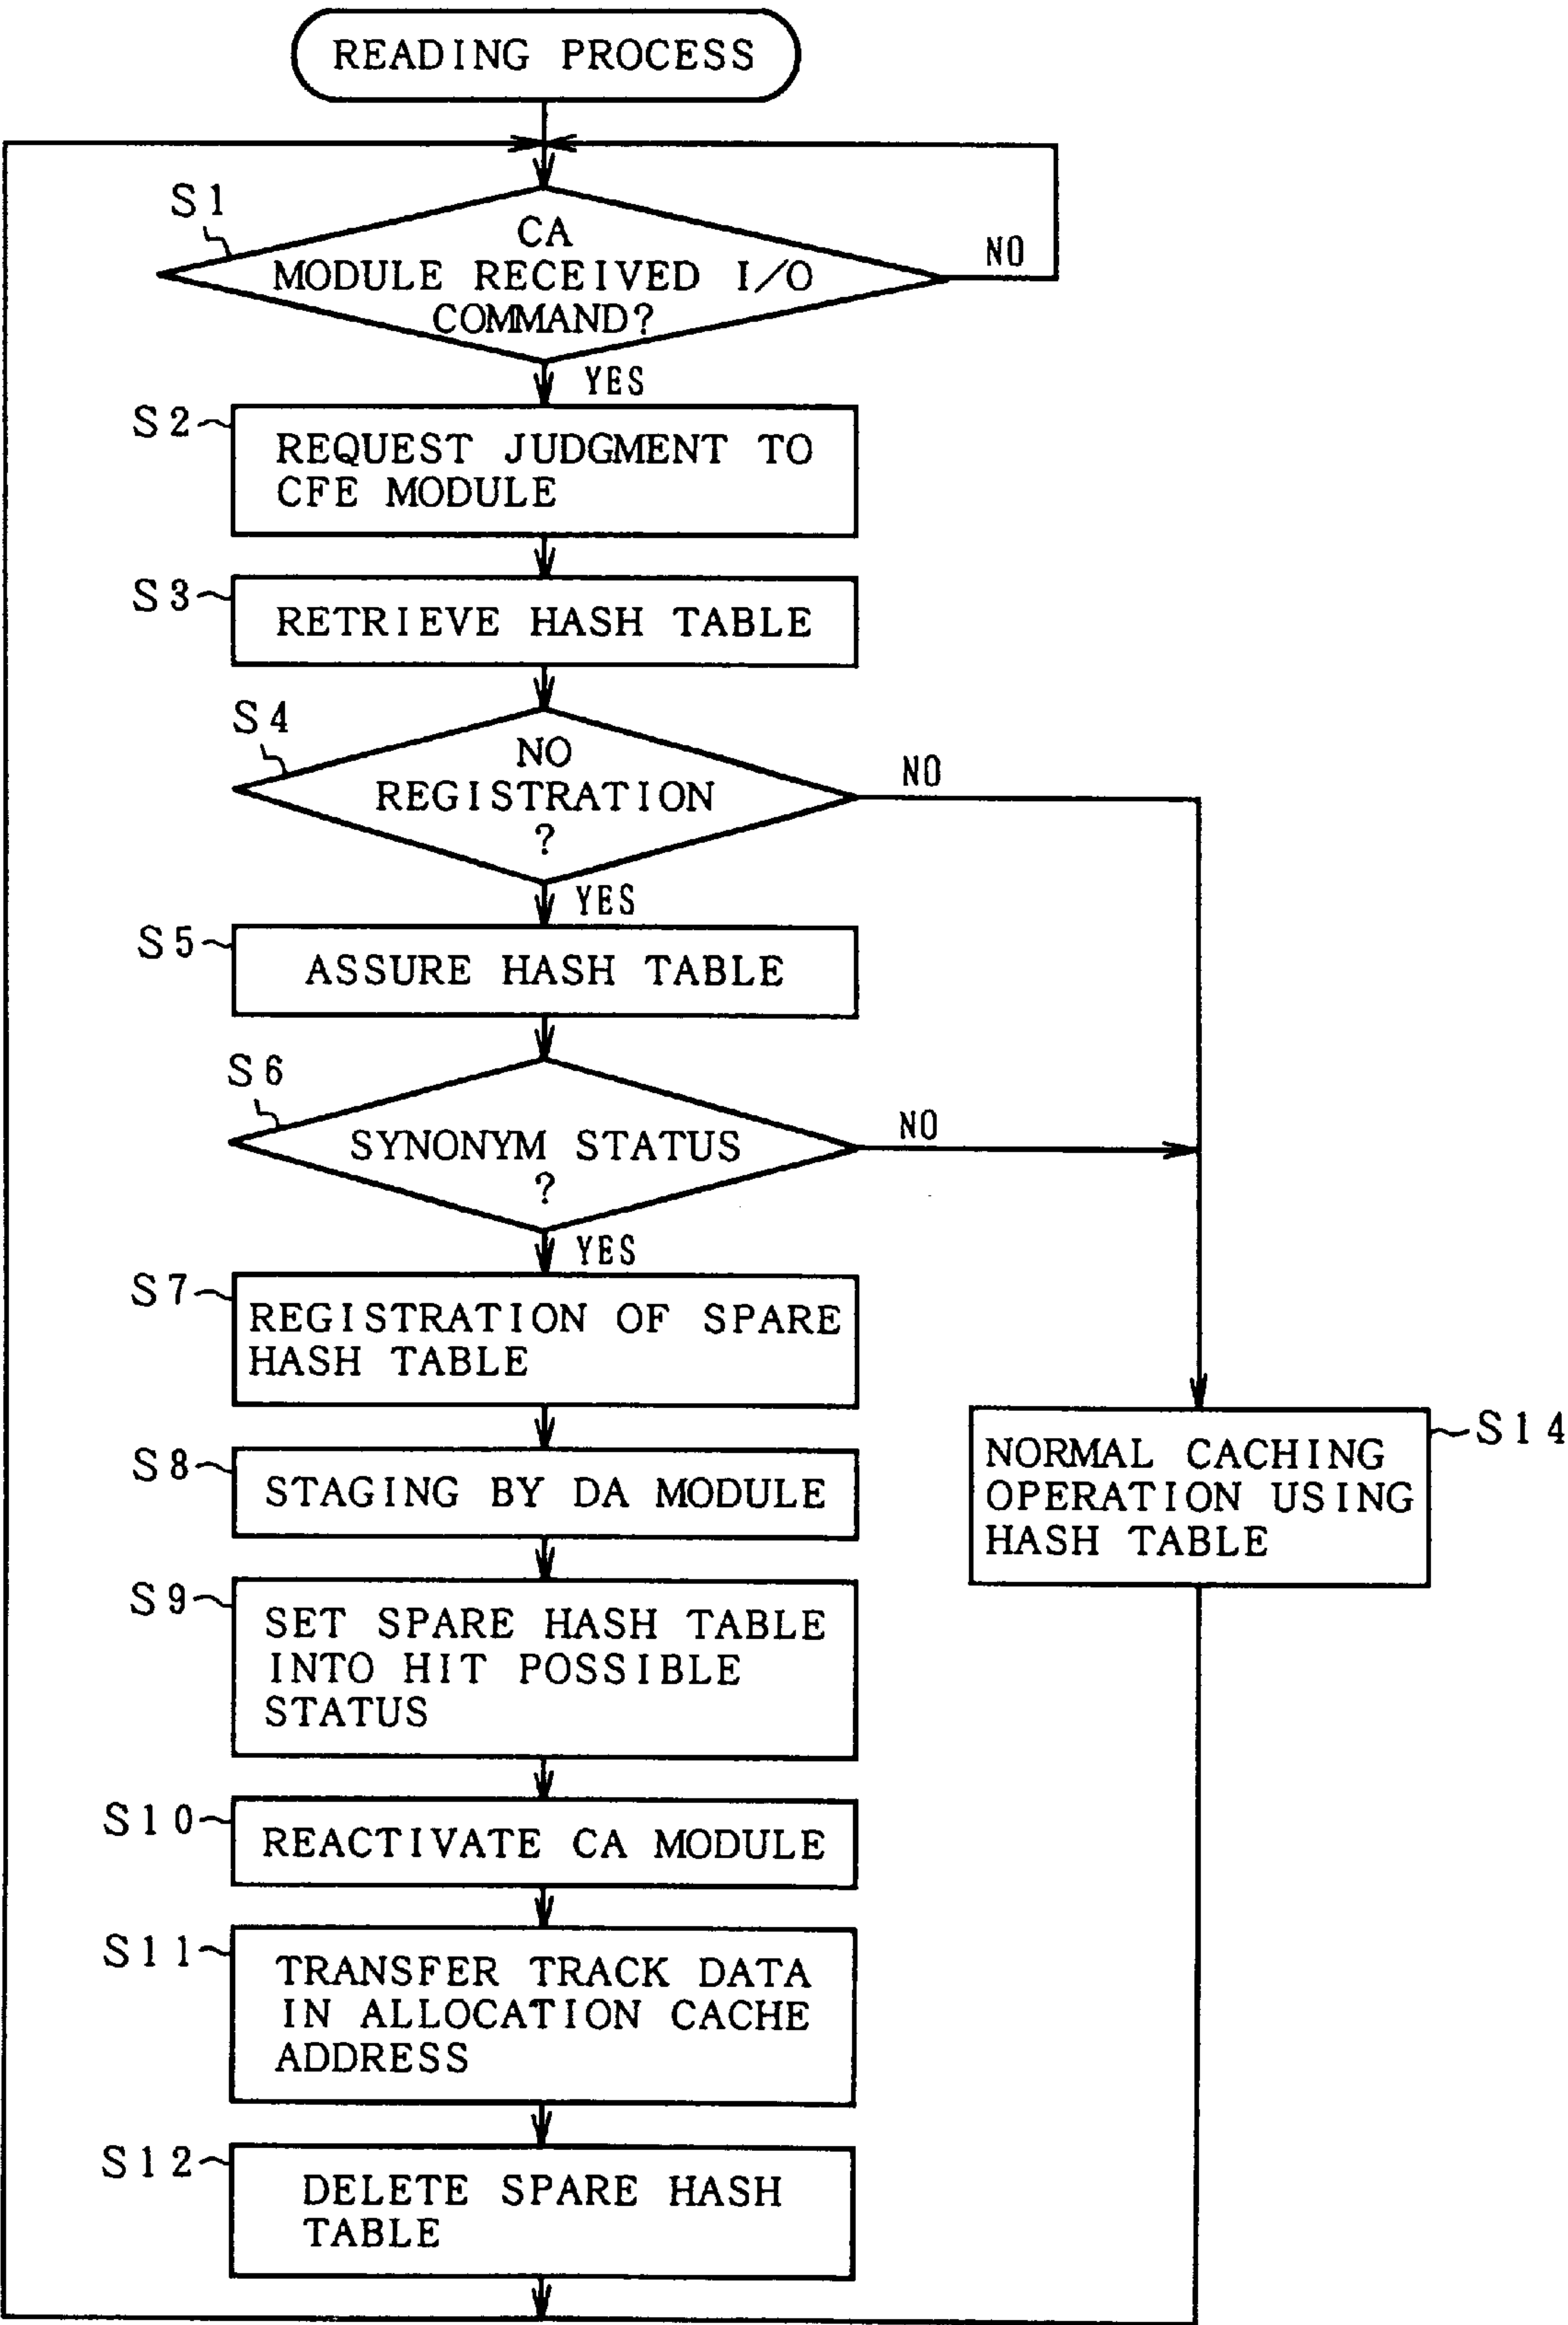 READING PROCESS
S1
CA
MODULE RECEIVED I/O
COMMAND?
NO
YES
S2
REQUEST JUDGMENT TO
CFE MODULE
S3
RETRIEVE HASH TABLE
S4
NO
REGISTRATION
?
NO
YES
S5
ASSURE HASH TABLE
S6
SYNONYM STATUS
?
NO
YES
S7
REGISTRATION OF SPARE
HASH TABLE
S8
STAGING BY DA MODULE
S14
NORMAL CACHING
OPERATION USING
HASH TABLE
S9
SET SPARE HASH TABLE
INTO HIT POSSIBLE
STATUS
S10
REACTIVATE CA MODULE
S11
TRANSFER TRACK DATA
IN ALLOCATION CACHE
ADDRESS
S12
DELETE SPARE HASH
TABLE